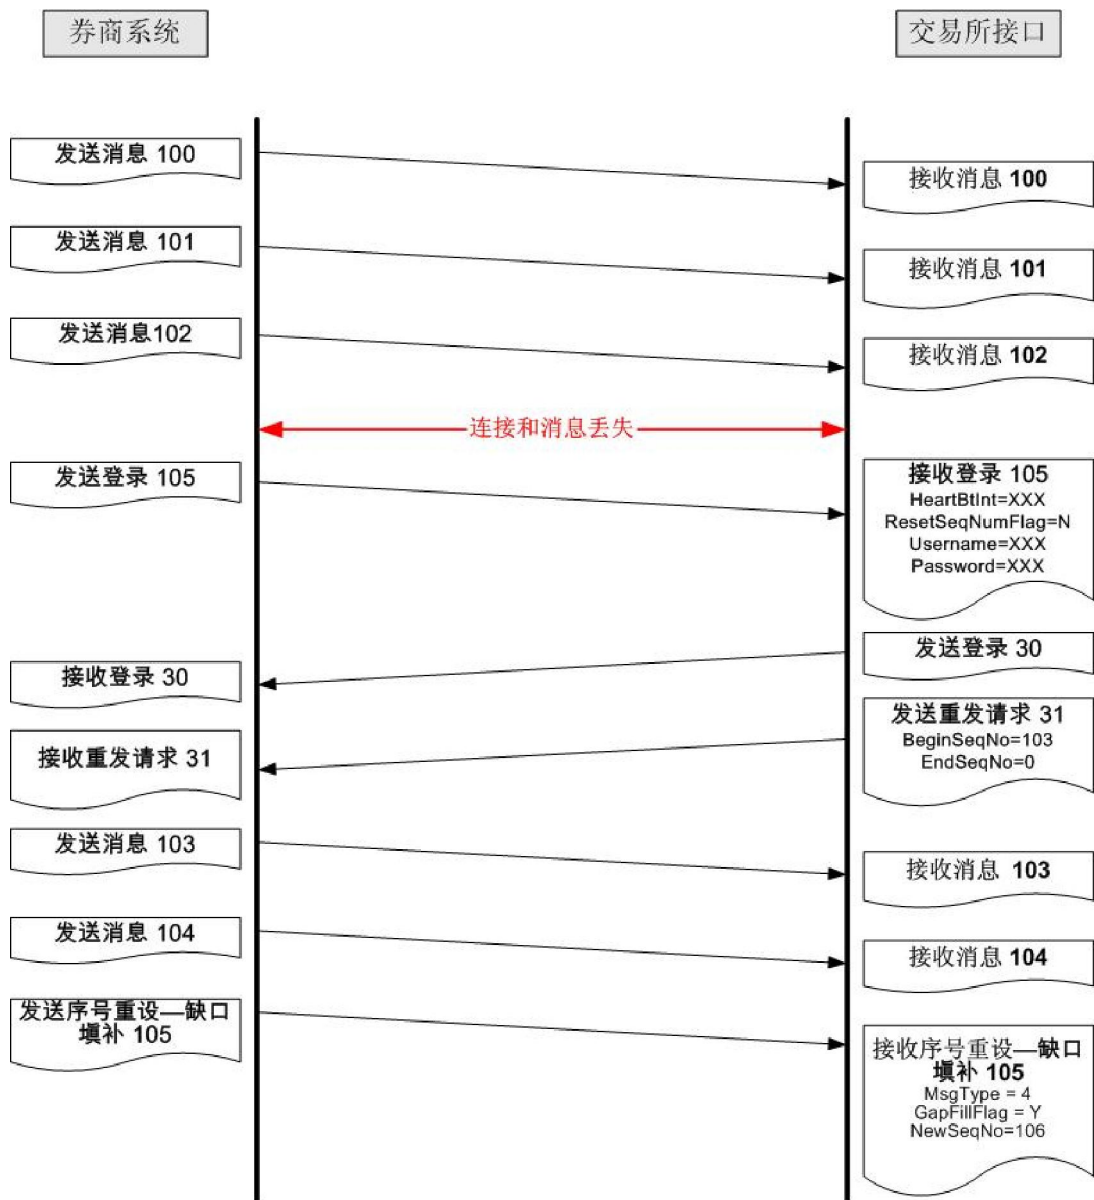 券商系统
交易所接口
发送消息 100
接收消息 100
发送消息 101
接收消息 101
发送消息102
接收消息 102
连接和消息丢失
发送登录 105
接收登录 105
HeartBtInt=XXX
ResetSeqNumFlag=N
Username=XXX
Password=XXX
发送登录 30
接收登录 30
发送重发请求 31
BeginSeqNo=103
EndSeqNo=0
接收重发请求 31
发送消息 103
接收消息 103
发送消息 104
接收消息 104
发送序号重设—缺口
填补 105
接收序号重设—缺口
填补 105
MsgType = 4
GapFillFlag = Y
NewSeqNo=106